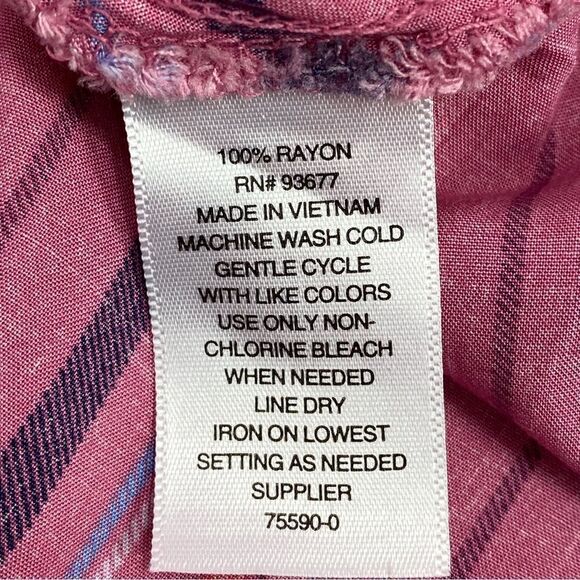 100% RAYON
RN# 93677
MADE IN VIETNAM
MACHINE WASH COLD
GENTLE CYCLE
WITH LIKE COLORS
USE ONLY NON-
CHLORINE BLEACH
WHEN NEEDED
LINE DRY
IRON ON LOWEST
SETTING AS NEEDED
SUPPLIER
75590-0